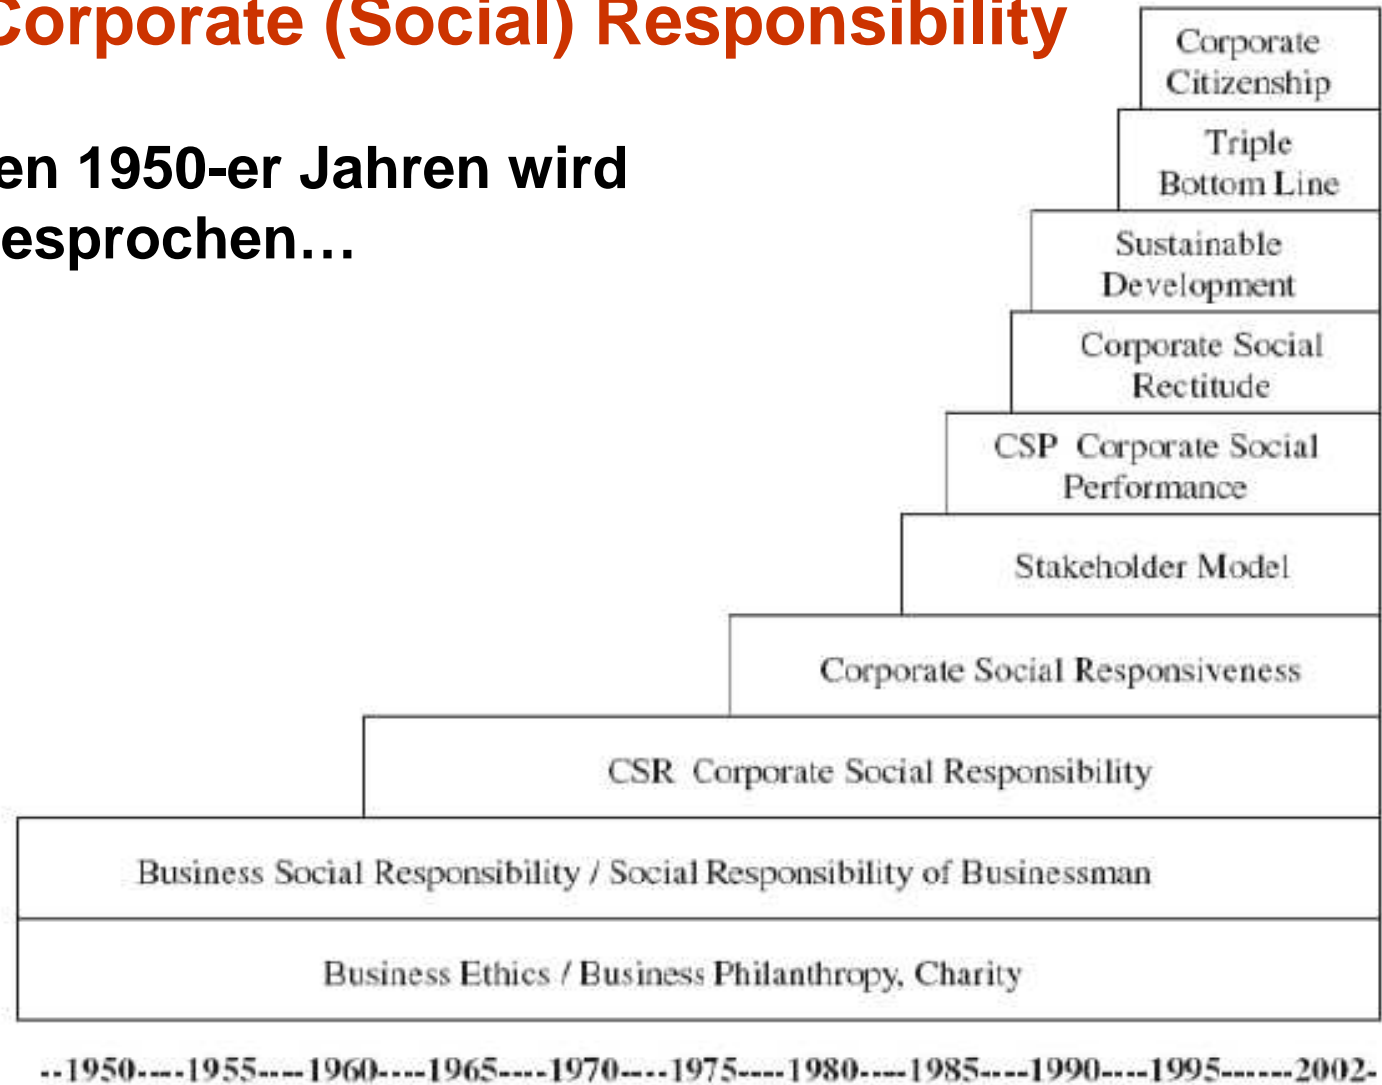 Corporate (Social) Responsibility
en 1950-er Jahren wird
esprochen…
Corporate
Citizenship
Triple
Bottom Line
Sustainable
Development
Corporate Social
Rectitude
CSP Corporate Social
Performance
Stakeholder Model
Corporate Social Responsiveness
CSR Corporate Social Responsibility
Business Social Responsibility / Social Responsibility of Businessman
Business Ethics / Business Philanthropy, Charity
--1950----1955----1960----1965----1970----1975----1980----1985----1990----1995------2002-